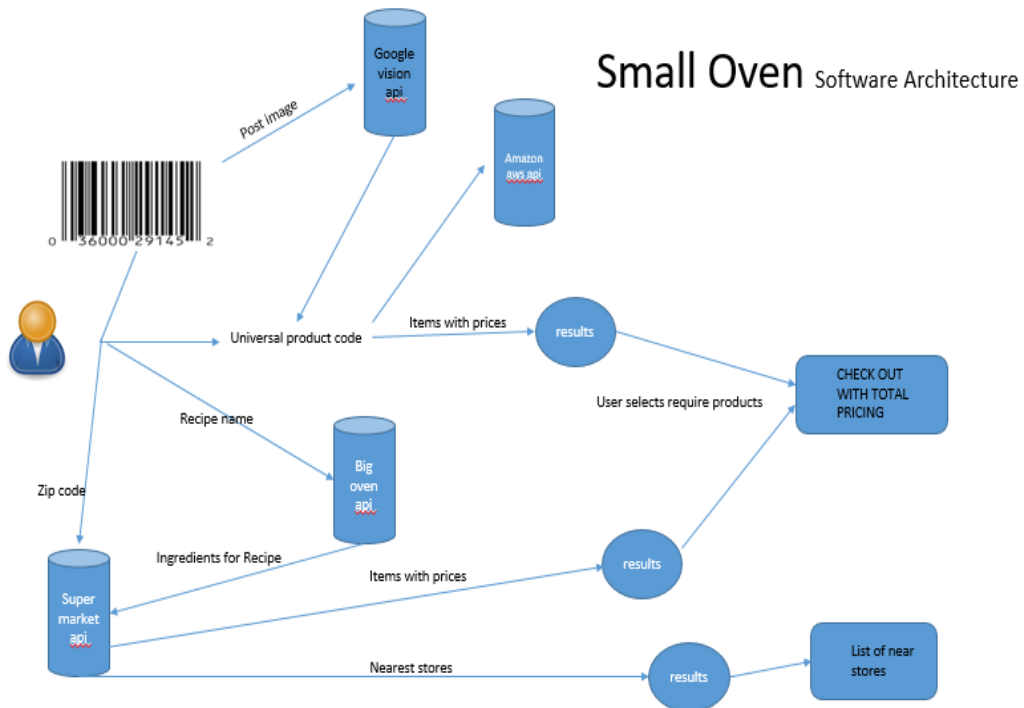 Small Oven Software Architecture
Google
vision
api
Post image
Amazon
aws api
0 36000 29145 2
Universal product code
Items with prices
results
CHECK OUT
WITH TOTAL
PRICING
User selects require products
Recipe name
Big
oven
api
Zip code
Ingredients for Recipe
Items with prices
results
Super
market
api
Nearest stores
results
List of near
stores